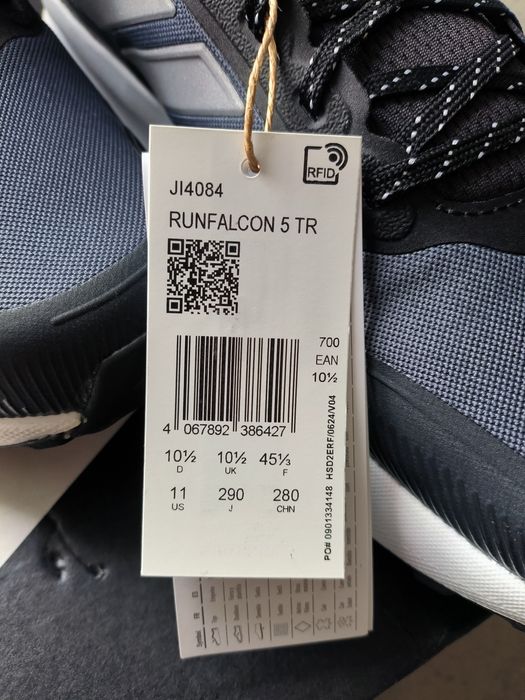 RFID
JI4084
RUNFALCON 5 TR
700
EAN
10½
4 067892 386427
10½ 10½ 45⅓
D UK F
11 290 280
US J CHN
PO# 0901334148 HSD2ERF/0624/V04